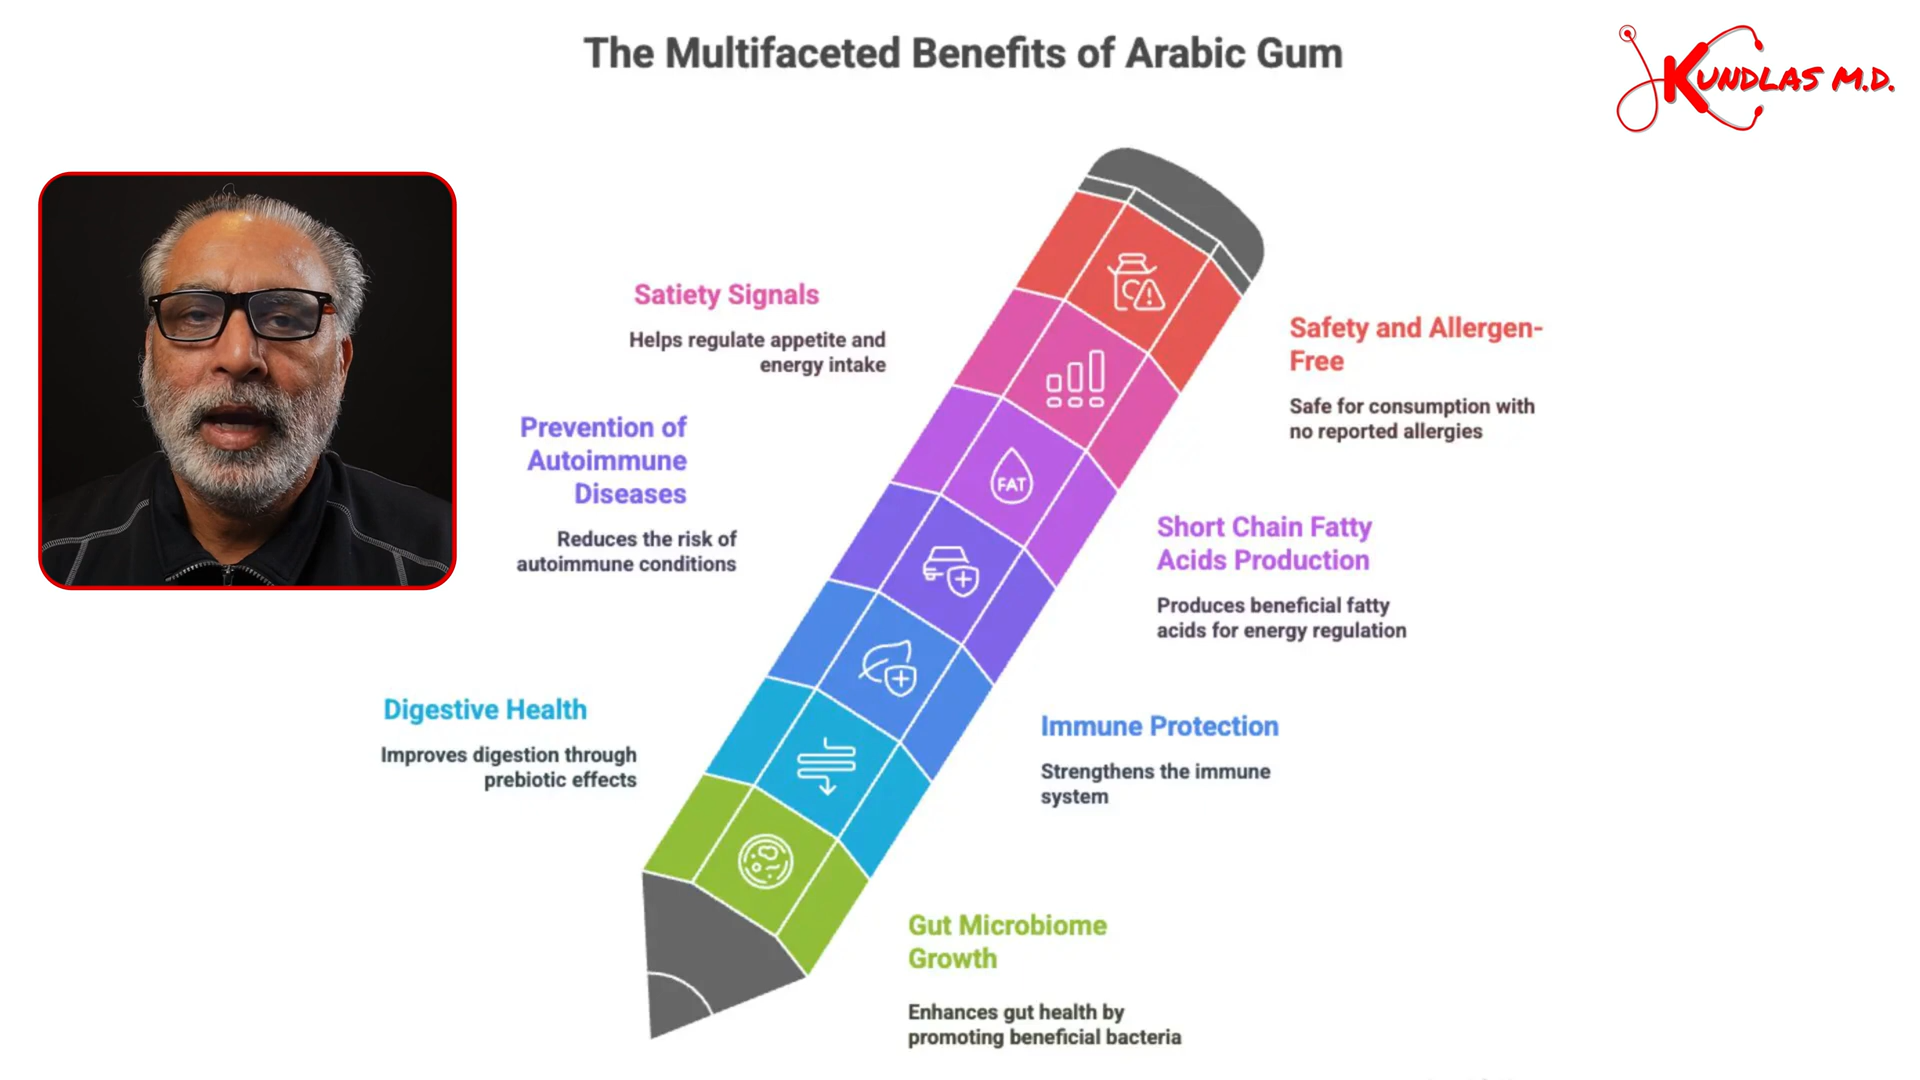 The Multifaceted Benefits of Arabic Gum
KUNDLAS M.D.
Satiety Signals
Helps regulate appetite and
energy intake
Safety and Allergen-
Free
Safe for consumption with
no reported allergies
Prevention of
Autoimmune
Diseases
Reduces the risk of
autoimmune conditions
FAT
Short Chain Fatty
Acids Production
Produces beneficial fatty
acids for energy regulation
Digestive Health
Improves digestion through
prebiotic effects
Immune Protection
Strengthens the immune
system
Gut Microbiome
Growth
Enhances gut health by
promoting beneficial bacteria